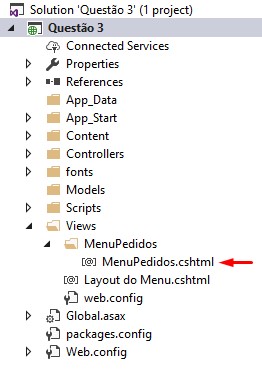 Solution 'Questão 3' (1 project)
Questão 3
Connected Services
Properties
References
App_Data
App_Start
Content
Controllers
fonts
Models
Scripts
Views
MenuPedidos
MenuPedidos.cshtml
Layout do Menu.cshtml
web.config
Global.asax
packages.config
Web.config